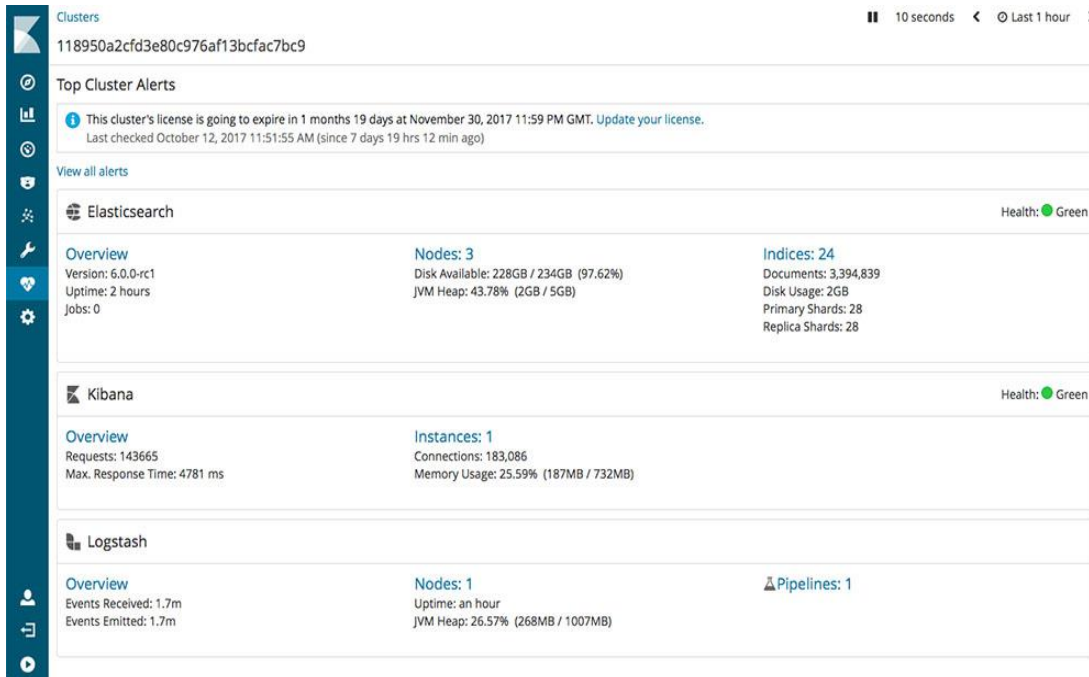 Clusters
10 seconds
Last 1 hour
118950a2cfd3e80c976af13bcfac7bc9
Top Cluster Alerts
This cluster's license is going to expire in 1 months 19 days at November 30, 2017 11:59 PM GMT. Update your license.
Last checked October 12, 2017 11:51:55 AM (since 7 days 19 hrs 12 min ago)
View all alerts
Elasticsearch
Health: Green
Overview
Version: 6.0.0-rc1
Uptime: 2 hours
Jobs: 0
Nodes: 3
Disk Available: 228GB / 234GB (97.62%)
JVM Heap: 43.78% (2GB / 5GB)
Indices: 24
Documents: 3,394,839
Disk Usage: 2GB
Primary Shards: 28
Replica Shards: 28
Kibana
Health: Green
Overview
Requests: 143665
Max. Response Time: 4781 ms
Instances: 1
Connections: 183,086
Memory Usage: 25.59% (187MB / 732MB)
Logstash
Overview
Events Received: 1.7m
Events Emitted: 1.7m
Nodes: 1
Uptime: an hour
JVM Heap: 26.57% (268MB / 1007MB)
Pipelines: 1